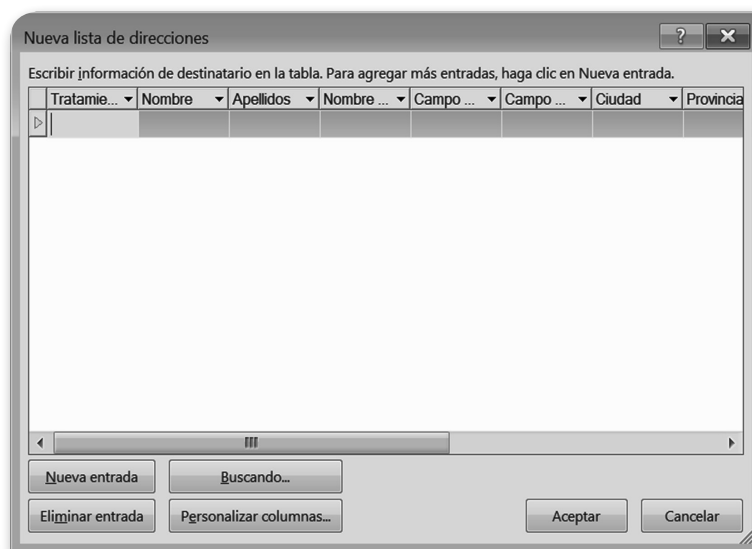 Nueva lista de direcciones
Escribir información de destinatario en la tabla. Para agregar más entradas, haga clic en Nueva entrada.
Tratamie... Nombre Apellidos Nombre ... Campo ... Campo ... Ciudad Provincia
Nueva entrada Buscando...
Eliminar entrada Personalizar columnas... Aceptar Cancelar